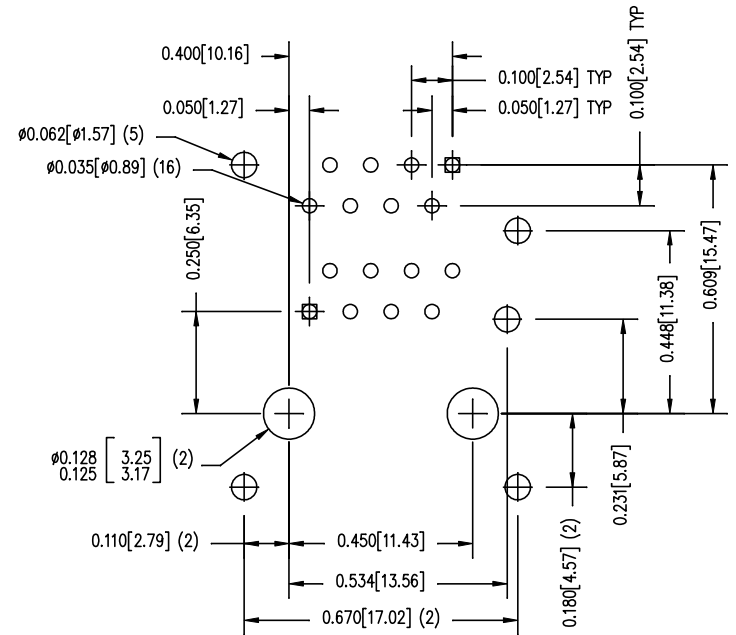 0.400[10.16]
0.100[2.54] TYP
0.100[2.54] TYP
0.050[1.27]
0.050[1.27] TYP
ø0.062[ø1.57] (5)
ø0.035[ø0.89] (16)
0.250[6.35]
0.609[15.47]
0.448[11.38]
0.231[5.87]
ø0.128 [ 3.25 ] (2)
0.125 [ 3.17 ]
0.180[4.57] (2)
0.110[2.79] (2)
0.450[11.43]
0.534[13.56]
0.670[17.02] (2)